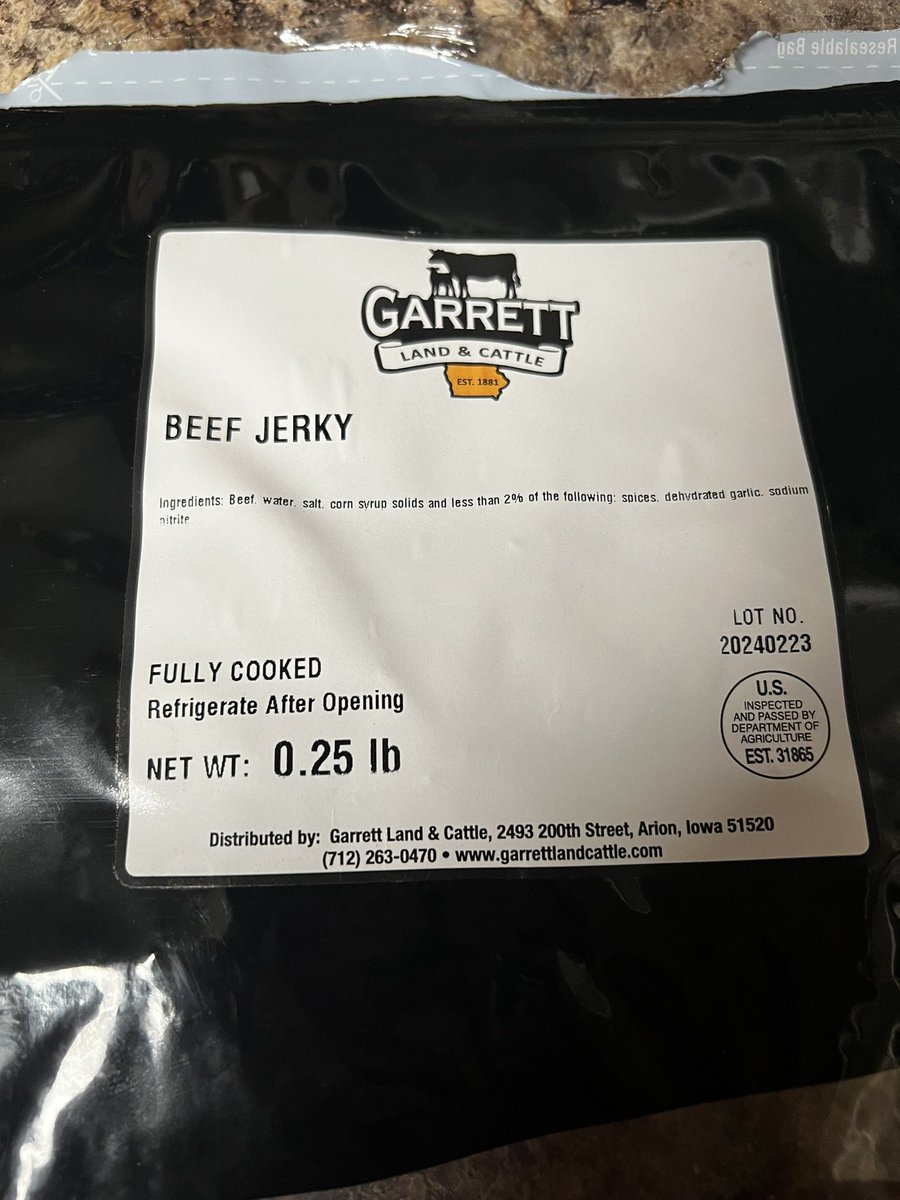 Resealable Bag
GARRETT
LAND & CATTLE
EST. 1881
BEEF JERKY
Ingredients: Beef, water, salt, corn syrup solids and less than 2% of the following: spices, dehydrated garlic, sodium
nitrite
LOT NO.
20240223
FULLY COOKED
Refrigerate After Opening
NET WT: 0.25 lb
U.S.
INSPECTED
AND PASSED BY
DEPARTMENT OF
AGRICULTURE
EST. 31865
Distributed by: Garrett Land & Cattle, 2493 200th Street, Arion, Iowa 51520
(712) 263-0470 • www.garrettlandcattle.com